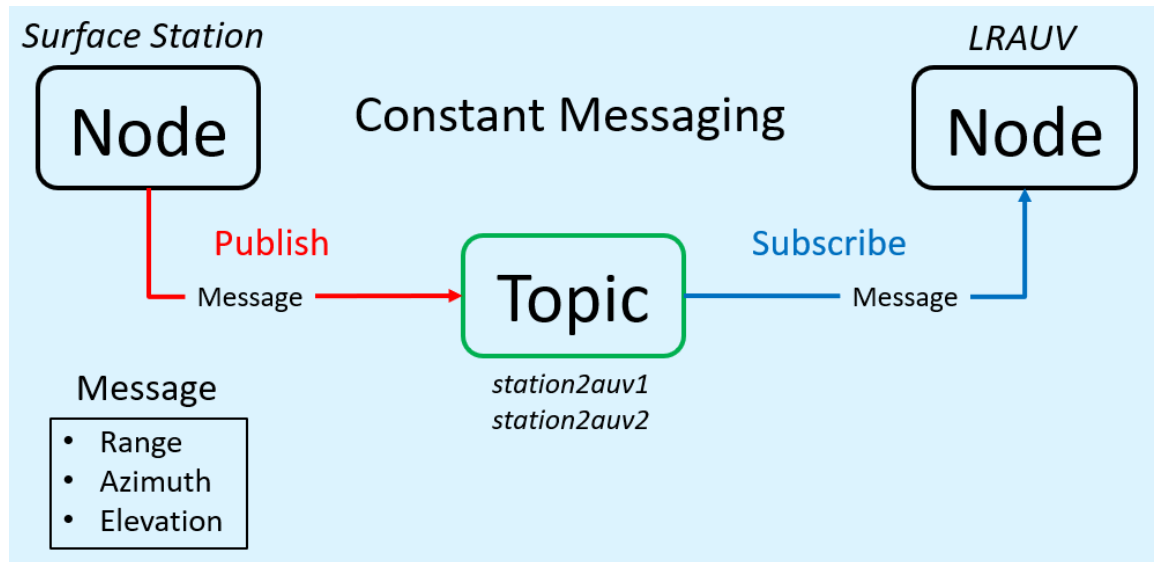 Surface Station
LRAUV
Node
Constant Messaging
Node
Publish
Subscribe
Message
Topic
Message
station2auv1
station2auv2
Message
• Range
• Azimuth
• Elevation